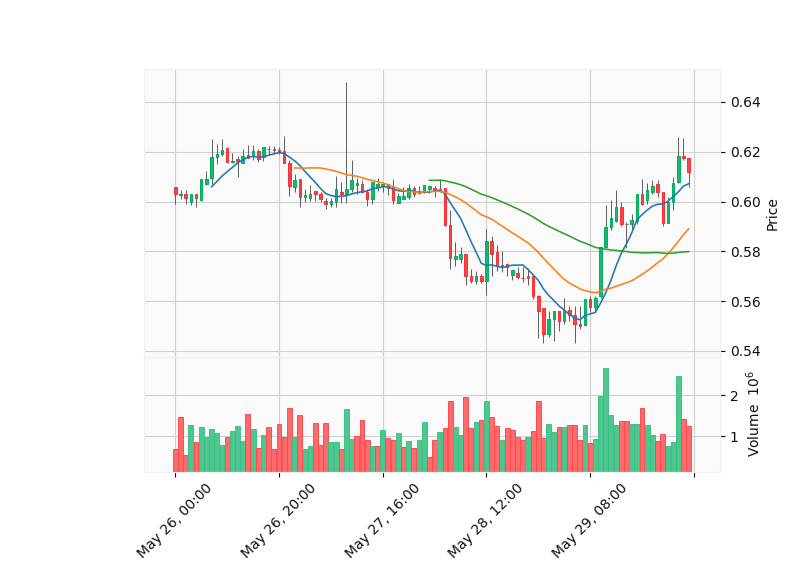 0.64
0.62
0.60
0.58
0.56
0.54
Price
2
1
Volume 10^6
May 26, 00:00
May 26, 20:00
May 27, 16:00
May 28, 12:00
May 29, 08:00